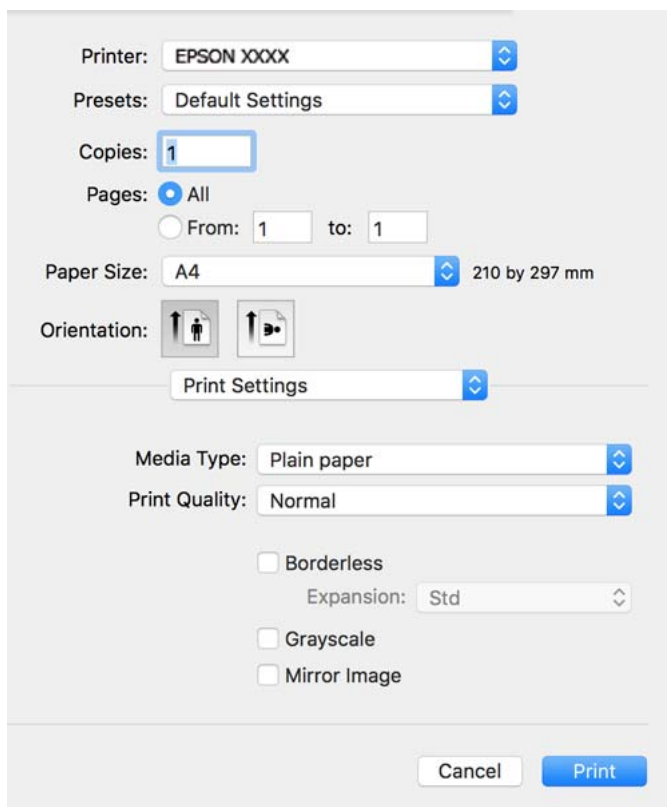 Printer: EPSON XXXX
Presets: Default Settings
Copies: 1
Pages: All
From: 1 to: 1
Paper Size: A4 210 by 297 mm
Orientation:
Print Settings
Media Type: Plain paper
Print Quality: Normal
Borderless
Expansion: Std
Grayscale
Mirror Image
Cancel Print